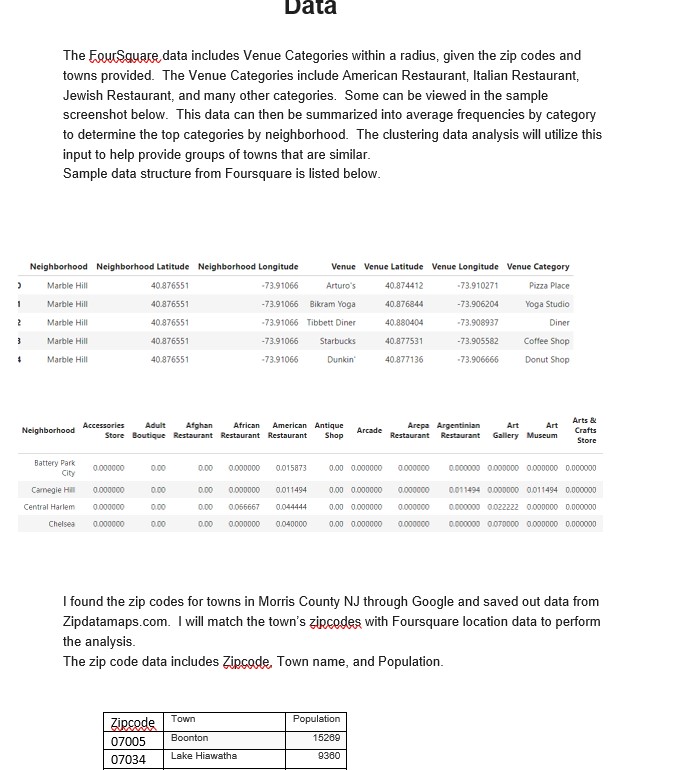 Data
The FourSquare data includes Venue Categories within a radius, given the zip codes and
towns provided. The Venue Categories include American Restaurant, Italian Restaurant,
Jewish Restaurant, and many other categories. Some can be viewed in the sample
screenshot below. This data can then be summarized into average frequencies by category
to determine the top categories by neighborhood. The clustering data analysis will utilize this
input to help provide groups of towns that are similar.
Sample data structure from Foursquare is listed below.
Neighborhood Neighborhood Latitude Neighborhood Longitude Venue Venue Latitude Venue Longitude Venue Category
Marble Hill 40.876551 -73.91066 Arturo's 40.874412 -73.910271 Pizza Place
1 Marble Hill 40.876551 -73.91066 Bikram Yoga 40.876844 -73.906204 Yoga Studio
2 Marble Hill 40.876551 -73.91066 Tibbett Diner 40.880404 -73.908937 Diner
3 Marble Hill 40.876551 -73.91066 Starbucks 40.877531 -73.905582 Coffee Shop
4 Marble Hill 40.876551 -73.91066 Dunkin' 40.877136 -73.906666 Donut Shop
Neighborhood Accessories Store Adult Boutique Afghan Restaurant African Restaurant American Restaurant Antique Shop Arcade Arepa Restaurant Argentinian Restaurant Art Gallery Art Museum Arts & Crafts Store
Battery Park City 0.000000 0.00 0.00 0.000000 0.015873 0.00 0.000000 0.000000 0.000000 0.000000 0.000000 0.000000
Carnegie Hill 0.000000 0.00 0.00 0.000000 0.011494 0.00 0.000000 0.000000 0.011494 0.000000 0.011494 0.000000
Central Harlem 0.000000 0.00 0.00 0.066667 0.044444 0.00 0.000000 0.000000 0.000000 0.022222 0.000000 0.000000
Chelsea 0.000000 0.00 0.00 0.000000 0.040000 0.00 0.000000 0.000000 0.000000 0.070000 0.000000 0.000000
I found the zip codes for towns in Morris County NJ through Google and saved out data from
Zipdatamaps.com. I will match the town's zipcodes with Foursquare location data to perform
the analysis.
The zip code data includes Zipcode, Town name, and Population.
Zipcode Town Population
07005 Boonton 15269
07034 Lake Hiawatha 9360